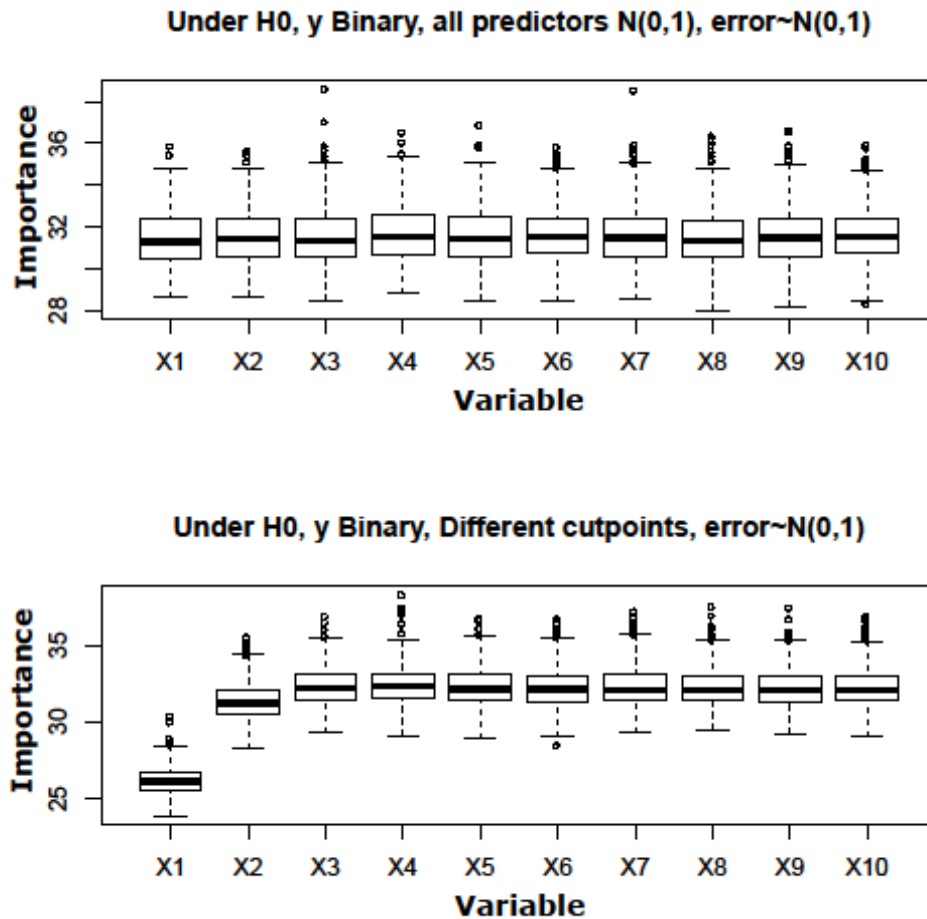 Under H0, y Binary, all predictors N(0,1), error~N(0,1)
Importance
36
32
28
X1 X2 X3 X4 X5 X6 X7 X8 X9 X10
Variable
Under H0, y Binary, Different cutpoints, error~N(0,1)
Importance
35
30
25
X1 X2 X3 X4 X5 X6 X7 X8 X9 X10
Variable